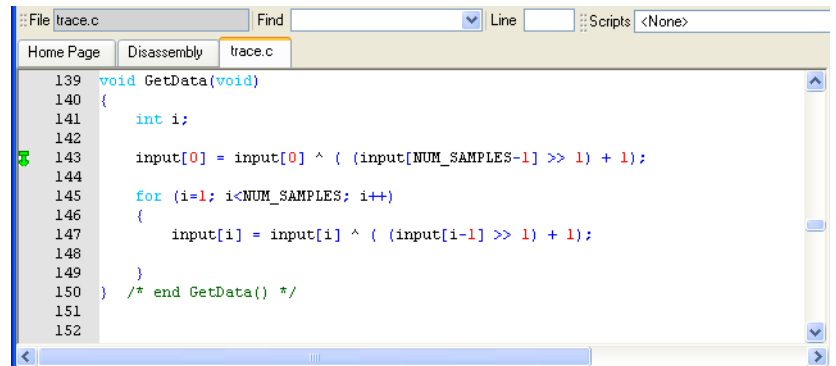 File trace.c Find Line Scripts <None>
Home Page Disassembly trace.c
139 void GetData(void)
140 {
141 int i;
142
143 input[0] = input[0] ^ ( (input[NUM_SAMPLES-1] >> 1) + 1);
144
145 for (i=1; i<NUM_SAMPLES; i++)
146 {
147 input[i] = input[i] ^ ( (input[i-1] >> 1) + 1);
148
149 }
150 } /* end GetData() */
151
152